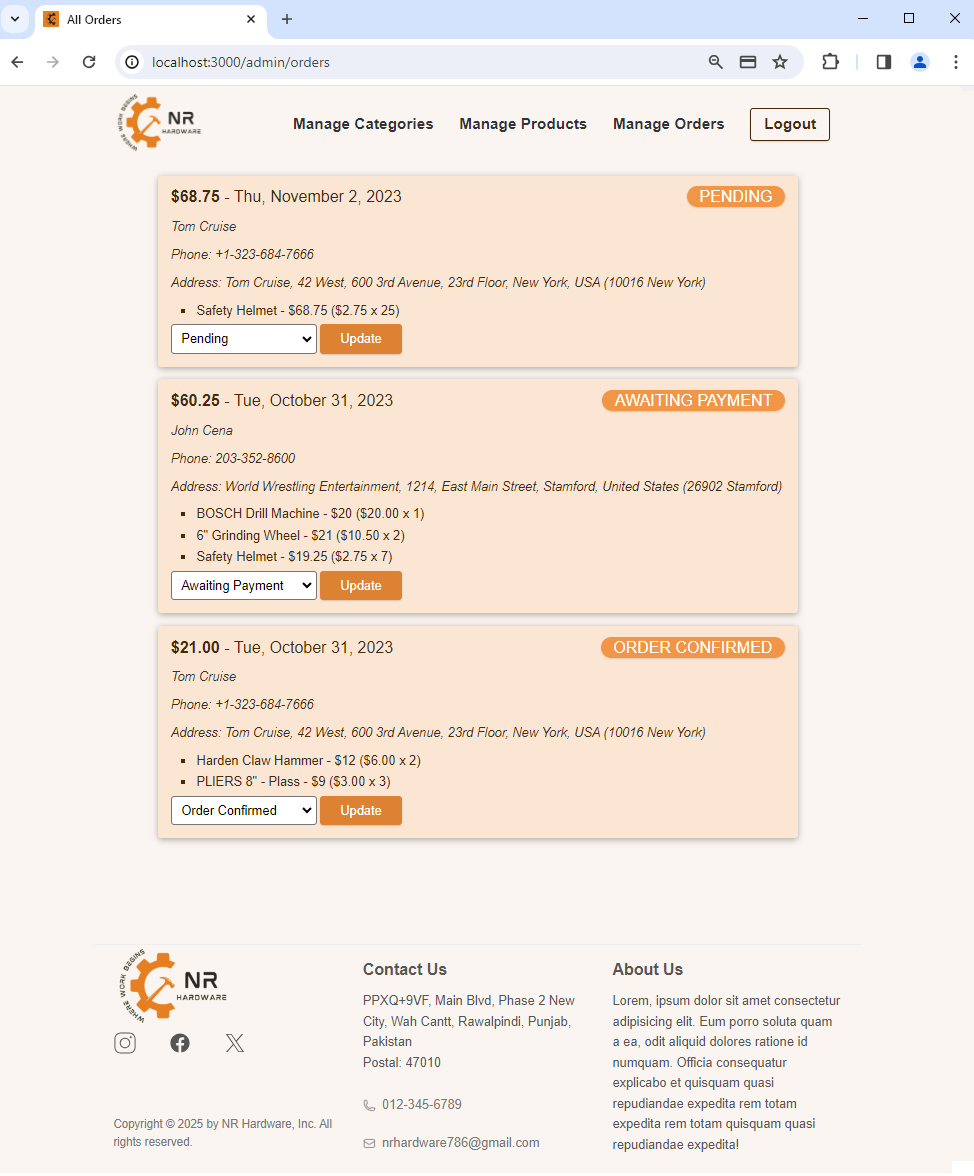 All Orders
localhost:3000/admin/orders
WHERE WORK BEGINS
NR
HARDWARE
Manage Categories Manage Products Manage Orders Logout
$68.75 - Thu, November 2, 2023 PENDING
Tom Cruise
Phone: +1-323-684-7666
Address: Tom Cruise, 42 West, 600 3rd Avenue, 23rd Floor, New York, USA (10016 New York)
Safety Helmet - $68.75 ($2.75 x 25)
Pending Update
$60.25 - Tue, October 31, 2023 AWAITING PAYMENT
John Cena
Phone: 203-352-8600
Address: World Wrestling Entertainment, 1214, East Main Street, Stamford, United States (26902 Stamford)
BOSCH Drill Machine - $20 ($20.00 x 1)
6" Grinding Wheel - $21 ($10.50 x 2)
Safety Helmet - $19.25 ($2.75 x 7)
Awaiting Payment Update
$21.00 - Tue, October 31, 2023 ORDER CONFIRMED
Tom Cruise
Phone: +1-323-684-7666
Address: Tom Cruise, 42 West, 600 3rd Avenue, 23rd Floor, New York, USA (10016 New York)
Harden Claw Hammer - $12 ($6.00 x 2)
PLIERS 8" - Plass - $9 ($3.00 x 3)
Order Confirmed Update
WHERE WORK BEGINS
NR
HARDWARE
Copyright © 2025 by NR Hardware, Inc. All
rights reserved.
Contact Us
PPXQ+9VF, Main Blvd, Phase 2 New
City, Wah Cantt, Rawalpindi, Punjab,
Pakistan
Postal: 47010
012-345-6789
nrhardware786@gmail.com
About Us
Lorem, ipsum dolor sit amet consectetur
adipisicing elit. Eum porro soluta quam
a ea, odit aliquid dolores ratione id
numquam. Officia consequatur
explicabo et quisquam quasi
repudiandae expedita rem totam
expedita rem totam quisquam quasi
repudiandae expedita!